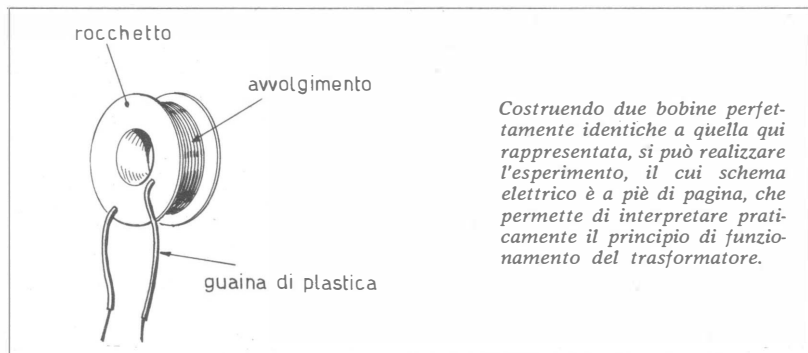 rocchetto
avvolgimento
guaina di plastica
Costruendo due bobine perfet-
tamente identiche a quella qui
rappresentata, si può realizzare
l'esperimento, il cui schema
elettrico è a piè di pagina, che
permette di interpretare prati-
camente il principio di funzio-
namento del trasformatore.